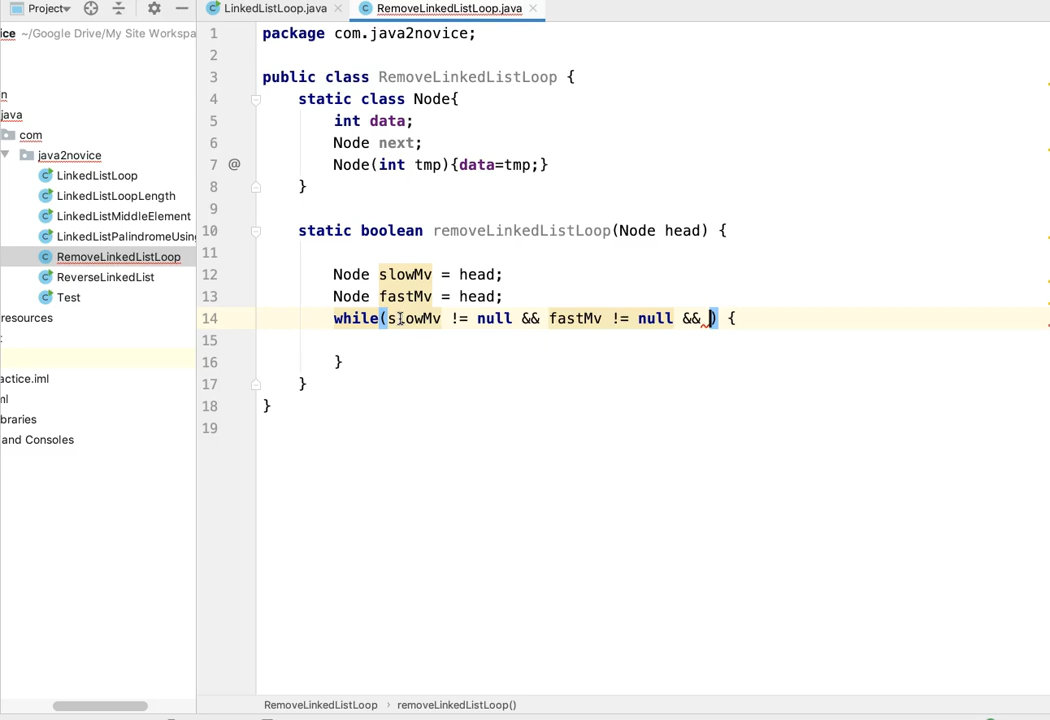 Project
LinkedListLoop.java
RemoveLinkedListLoop.java
ice ~/Google Drive/My Site Workspa
n
java
com
java2novice
LinkedListLoop
LinkedListLoopLength
LinkedListMiddleElement
LinkedListPalindromeUsing
RemoveLinkedListLoop
ReverseLinkedList
Test
resources
t
actice.iml
ml
braries
and Consoles
1 package com.java2novice;
2
3 public class RemoveLinkedListLoop {
4 static class Node{
5 int data;
6 Node next;
7 @ Node(int tmp){data=tmp;}
8 }
9
10 static boolean removeLinkedListLoop(Node head) {
11
12 Node slowMv = head;
13 Node fastMv = head;
14 while(slowMv != null && fastMv != null && ) {
15
16 }
17 }
18 }
19
RemoveLinkedListLoop › removeLinkedListLoop()